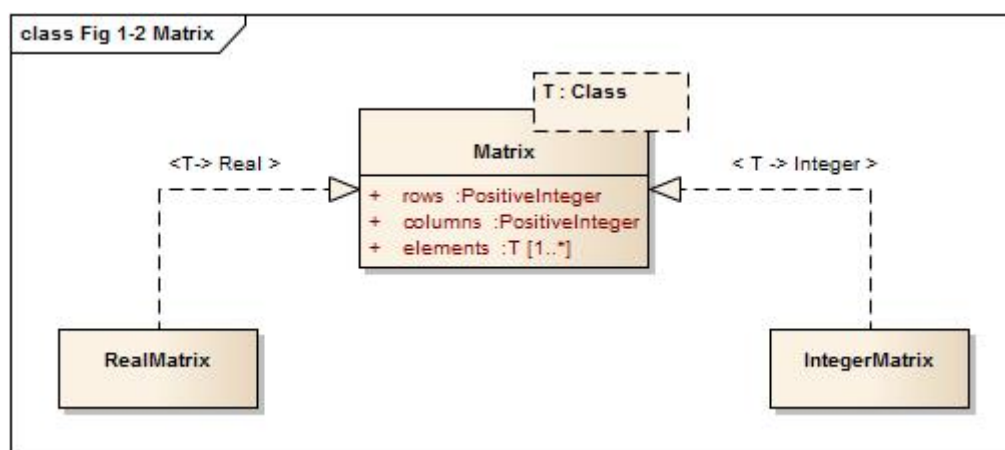 class Fig 1-2 Matrix
T : Class
Matrix
<T-> Real >
< T -> Integer >
+ rows :PositiveInteger
+ columns :PositiveInteger
+ elements :T [1..*]
RealMatrix
IntegerMatrix